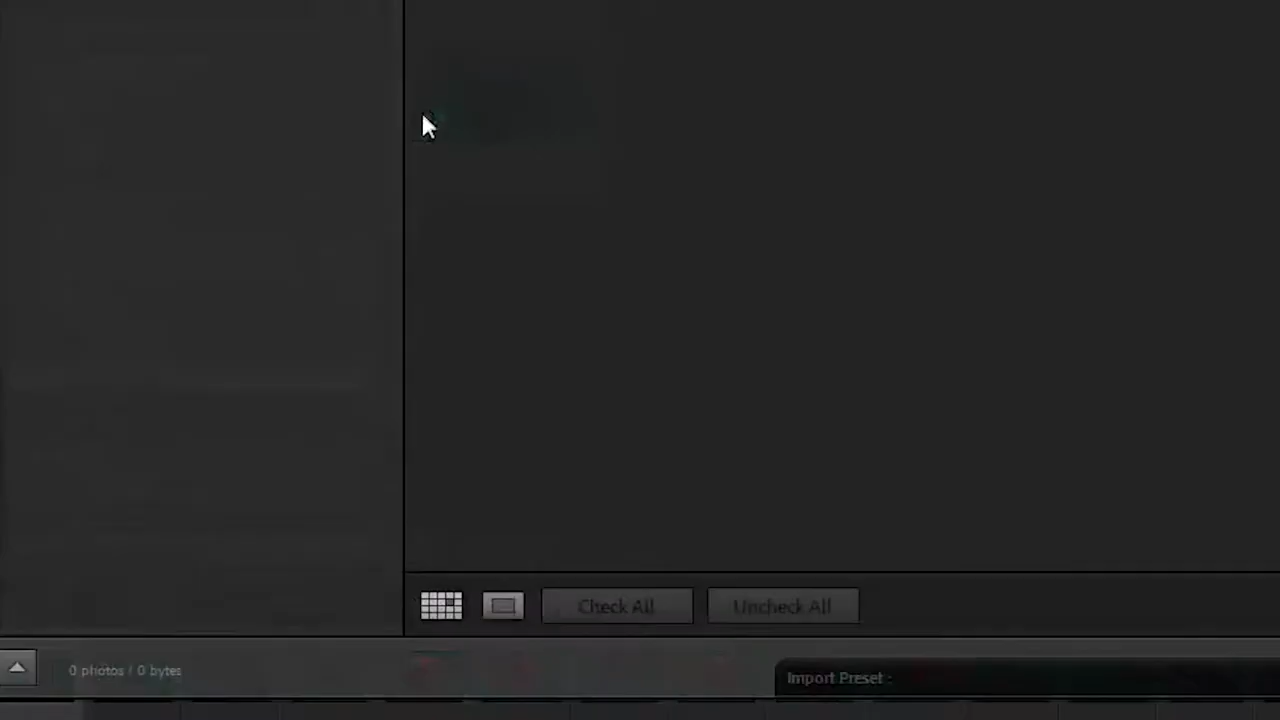 Check All
Uncheck All
0 photos / 0 bytes
Import Preset :